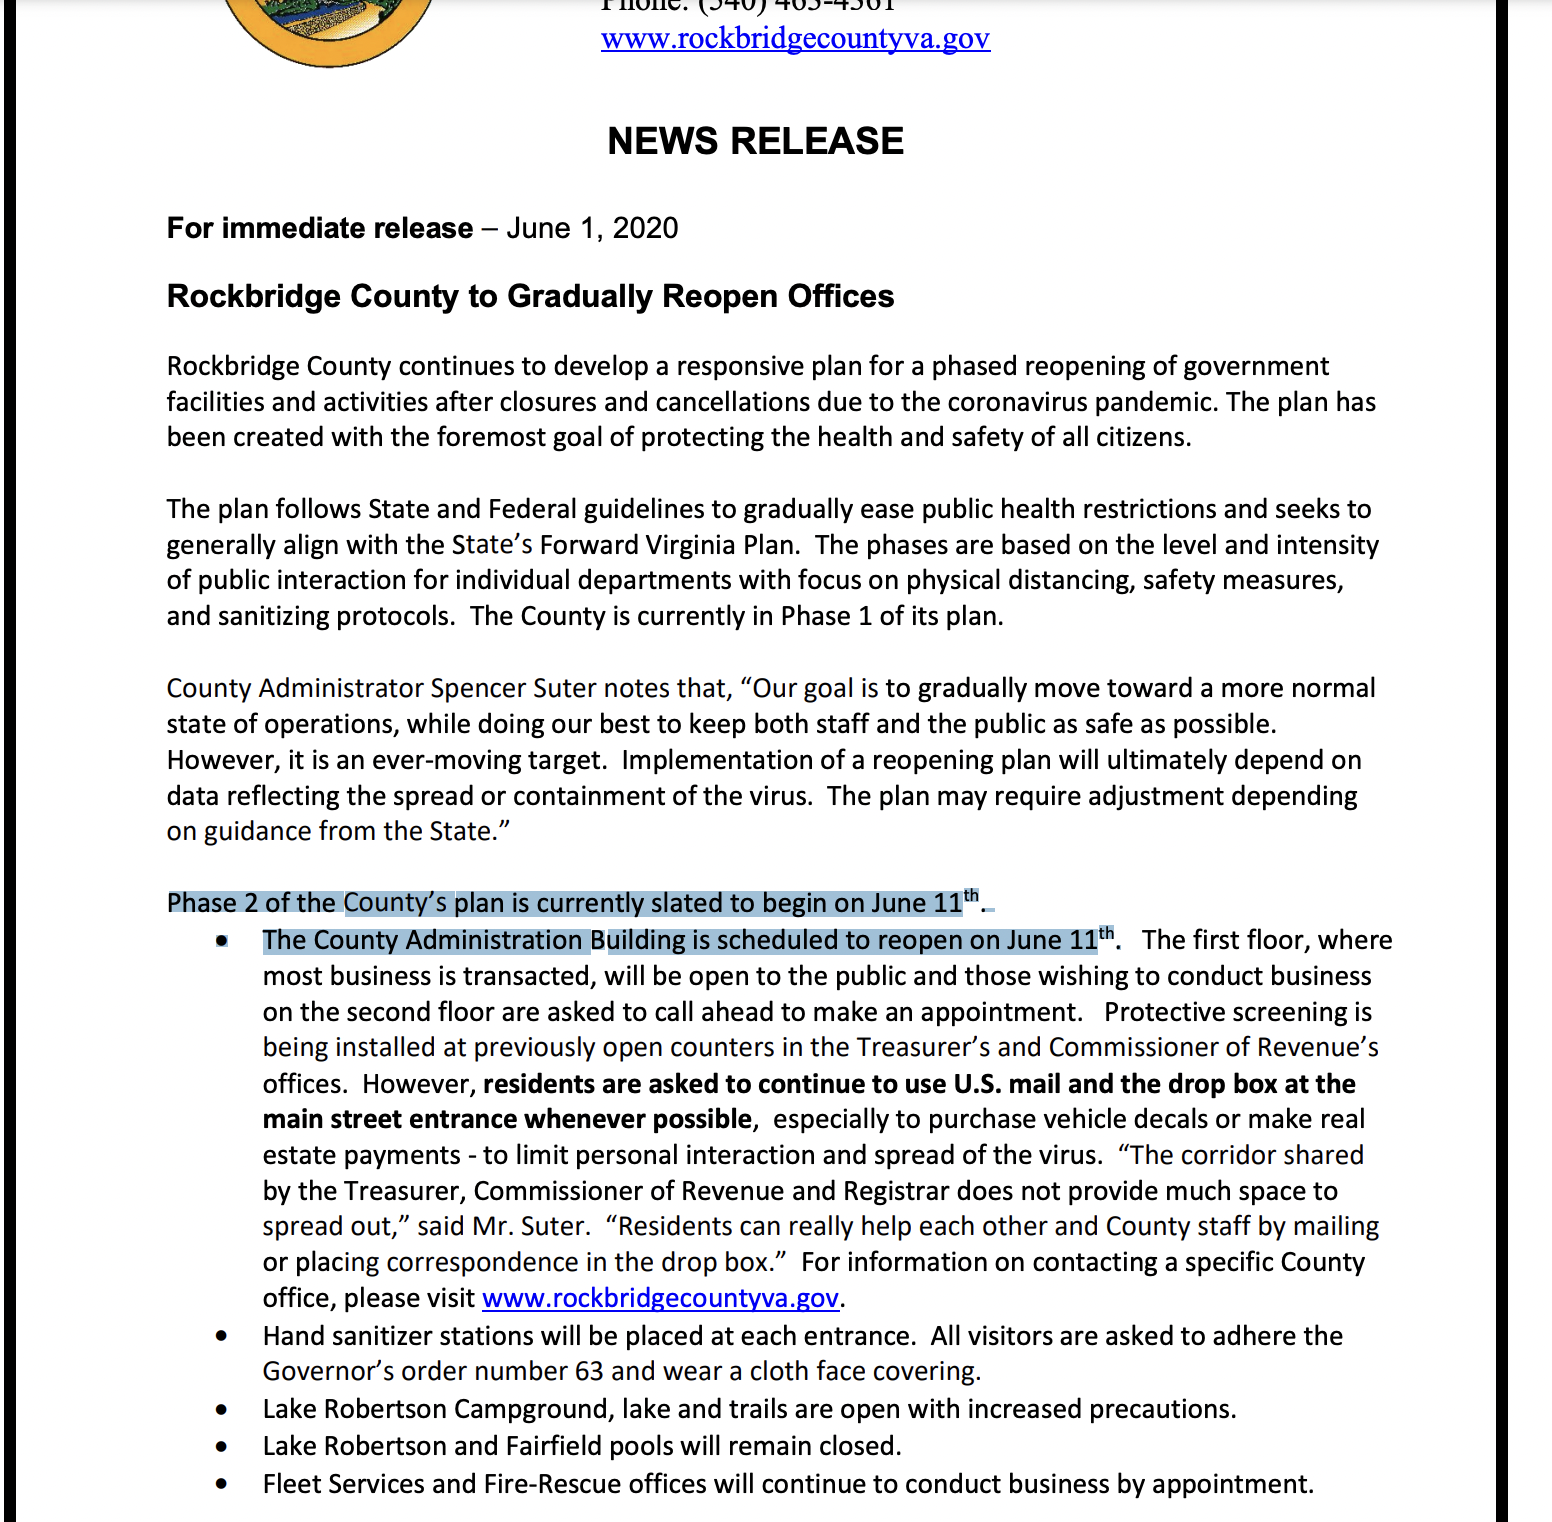 Phone: (540) 463-4361
www.rockbridgecountyva.gov
NEWS RELEASE
For immediate release – June 1, 2020
Rockbridge County to Gradually Reopen Offices
Rockbridge County continues to develop a responsive plan for a phased reopening of government
facilities and activities after closures and cancellations due to the coronavirus pandemic. The plan has
been created with the foremost goal of protecting the health and safety of all citizens.
The plan follows State and Federal guidelines to gradually ease public health restrictions and seeks to
generally align with the State’s Forward Virginia Plan.  The phases are based on the level and intensity
of public interaction for individual departments with focus on physical distancing, safety measures,
and sanitizing protocols.  The County is currently in Phase 1 of its plan.
County Administrator Spencer Suter notes that, “Our goal is to gradually move toward a more normal
state of operations, while doing our best to keep both staff and the public as safe as possible.
However, it is an ever-moving target.  Implementation of a reopening plan will ultimately depend on
data reflecting the spread or containment of the virus.  The plan may require adjustment depending
on guidance from the State.”
Phase 2 of the County’s plan is currently slated to begin on June 11th.
• The County Administration Building is scheduled to reopen on June 11th.   The first floor, where
most business is transacted, will be open to the public and those wishing to conduct business
on the second floor are asked to call ahead to make an appointment.   Protective screening is
being installed at previously open counters in the Treasurer’s and Commissioner of Revenue’s
offices.  However, residents are asked to continue to use U.S. mail and the drop box at the
main street entrance whenever possible,  especially to purchase vehicle decals or make real
estate payments - to limit personal interaction and spread of the virus.  “The corridor shared
by the Treasurer, Commissioner of Revenue and Registrar does not provide much space to
spread out,” said Mr. Suter.  “Residents can really help each other and County staff by mailing
or placing correspondence in the drop box.”  For information on contacting a specific County
office, please visit www.rockbridgecountyva.gov.
• Hand sanitizer stations will be placed at each entrance.  All visitors are asked to adhere the
Governor’s order number 63 and wear a cloth face covering.
• Lake Robertson Campground, lake and trails are open with increased precautions.
• Lake Robertson and Fairfield pools will remain closed.
• Fleet Services and Fire-Rescue offices will continue to conduct business by appointment.